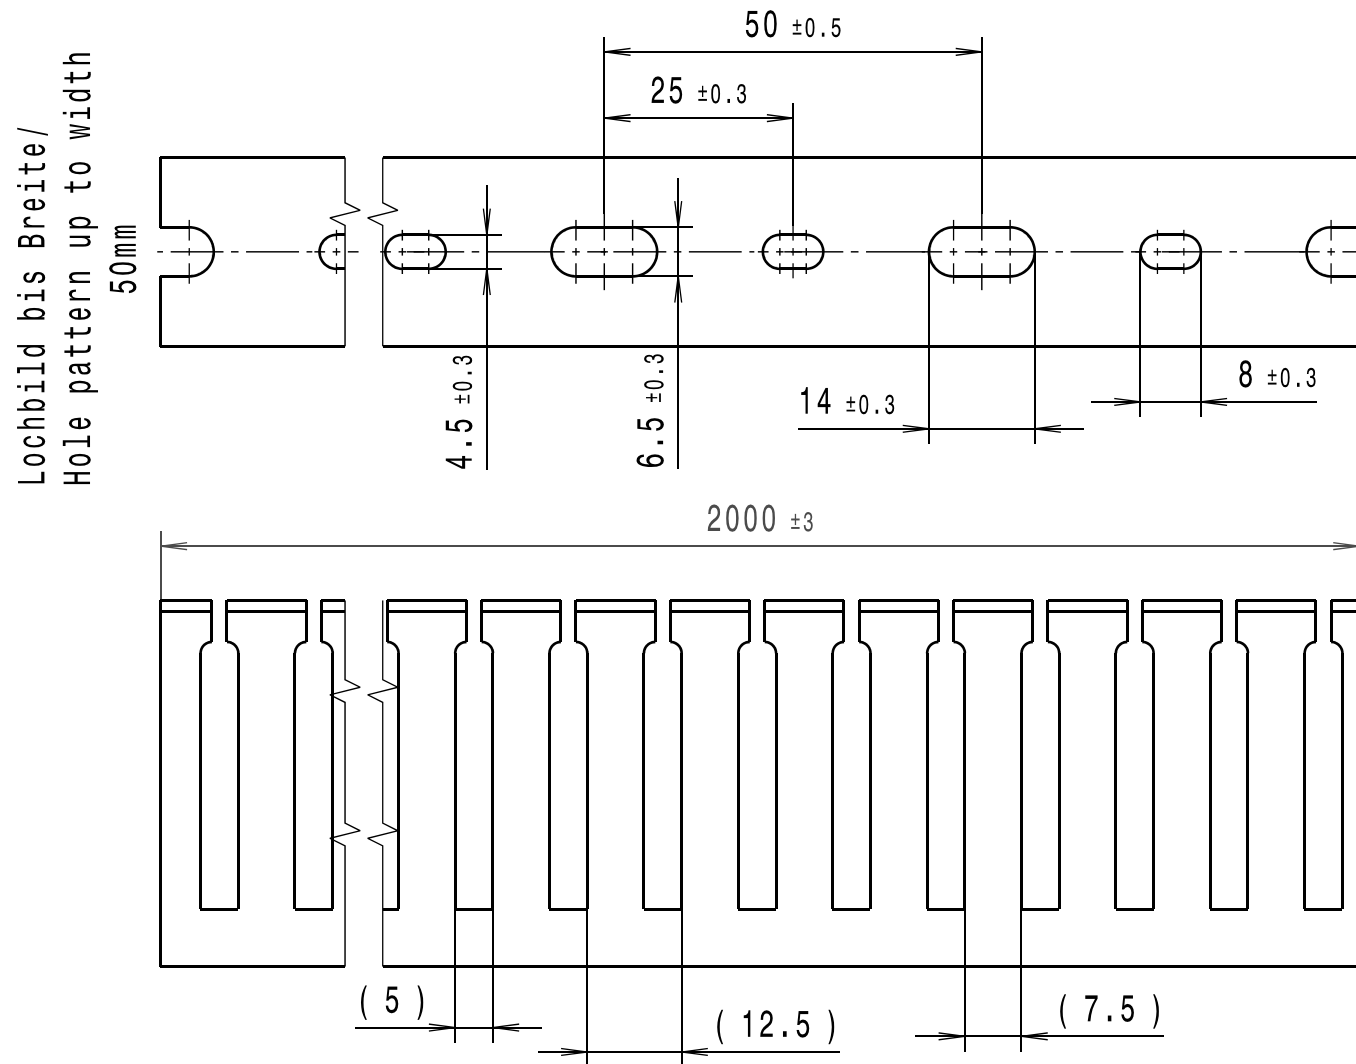 50 ±0.5
25 ±0.3
Lochbild bis Breite/
Hole pattern up to width
50mm
4.5 ±0.3
6.5 ±0.3
14 ±0.3
8 ±0.3
2000 ±3
( 5 )
( 12.5 )
( 7.5 )